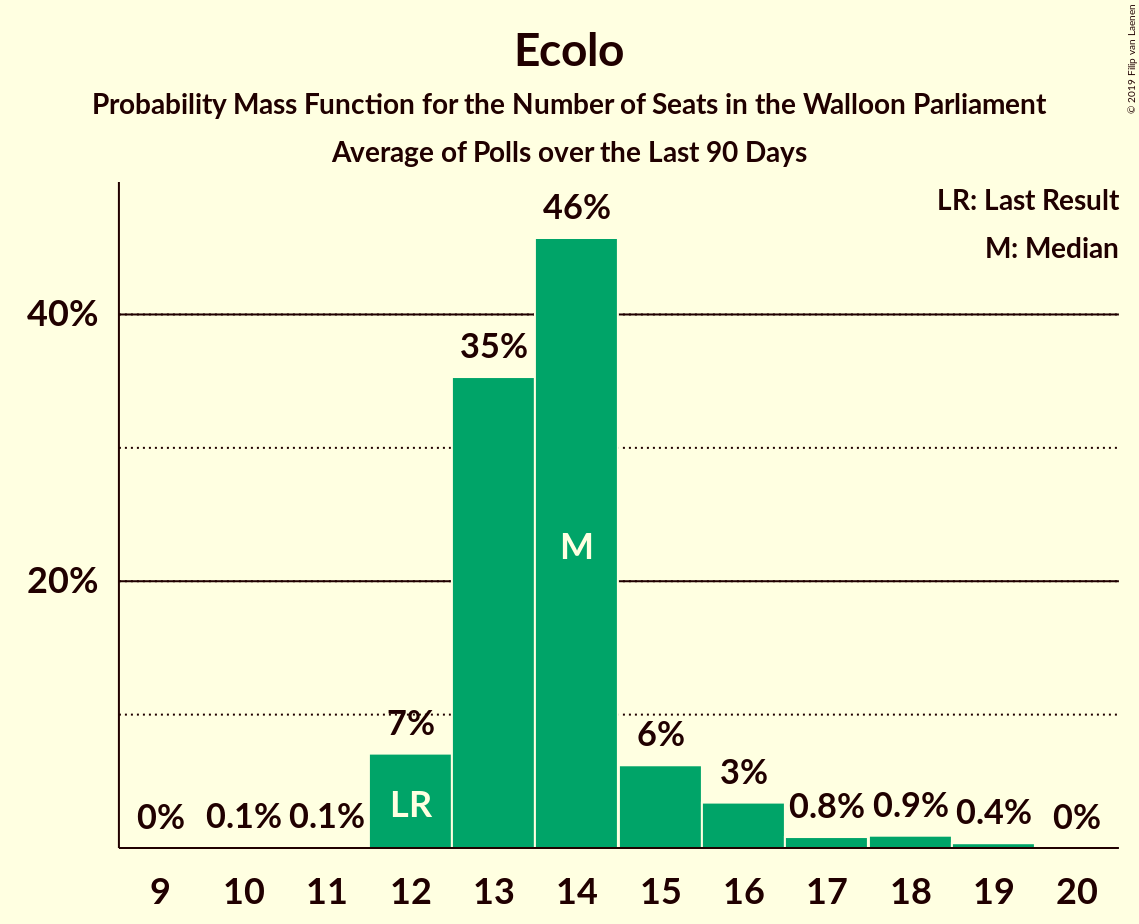 Ecolo
Probability Mass Function for the Number of Seats in the Walloon Parliament
Average of Polls over the Last 90 Days
© 2019 Filip van Laenen
LR: Last Result
M: Median
46%
40%
35%
M
20%
7%
6%
3%
LR
0%
0.1%
0.1%
0.8%
0.9%
0.4%
0%
9 10 11 12 13 14 15 16 17 18 19 20